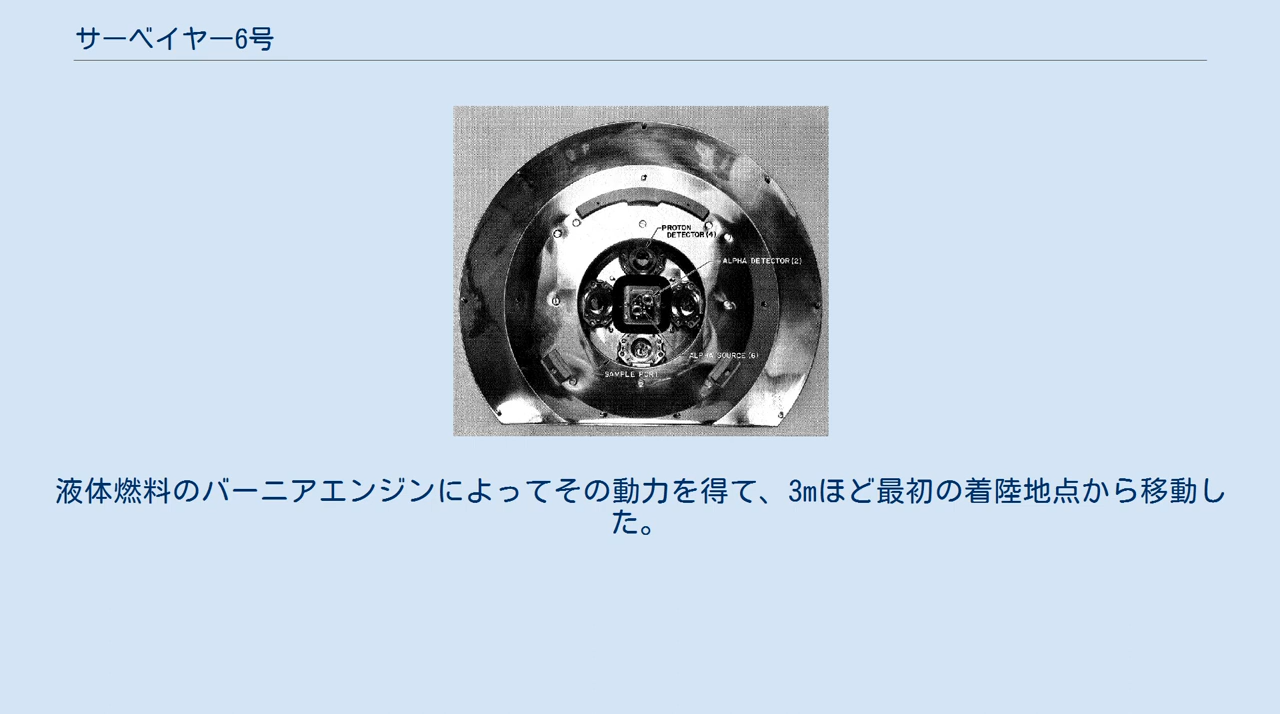 サーベイヤー6号
PROTON
DETECTOR(4)
ALPHA DETECTOR(2)
ALPHA SOURCE(6)
SAMPLE PORT
液体燃料のバーニアエンジンによってその動力を得て、3mほど最初の着陸地点から移動し
た。